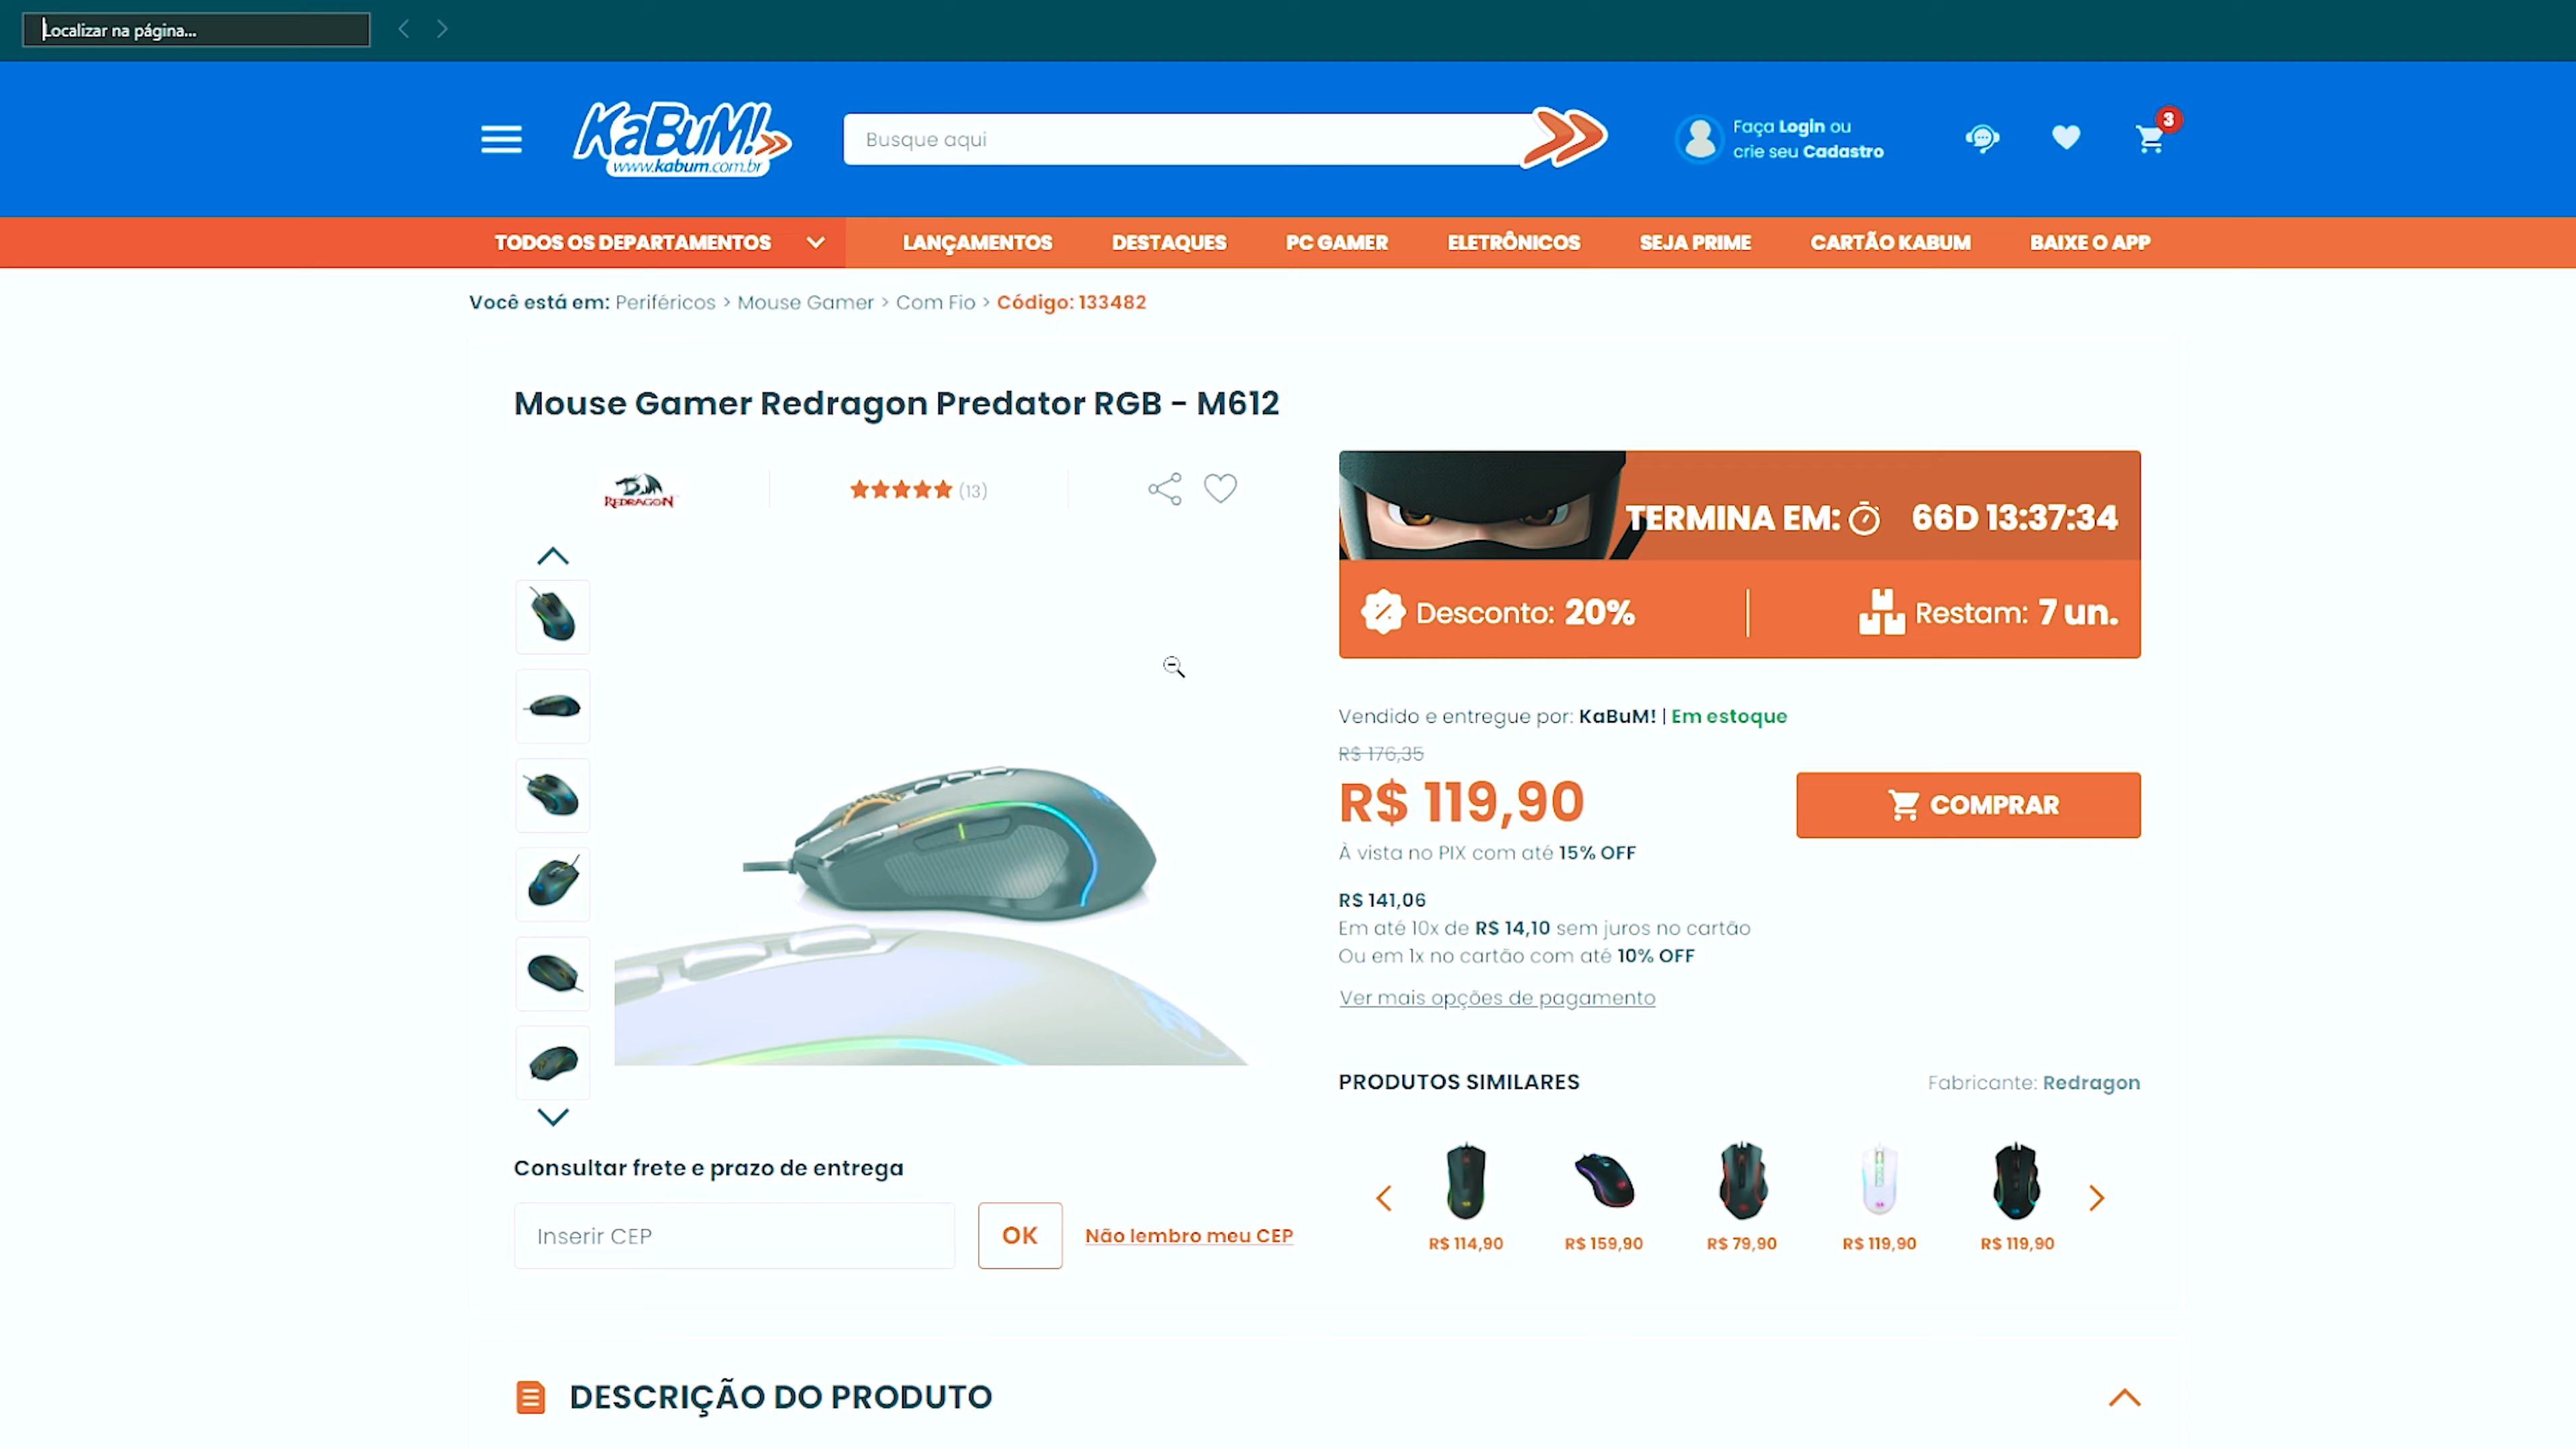 Localizar na página...
KaBuM!
www.kabum.com.br
Busque aqui
Faça Login ou
crie seu Cadastro
3
TODOS OS DEPARTAMENTOS
LANÇAMENTOS
DESTAQUES
PC GAMER
ELETRÔNICOS
SEJA PRIME
CARTÃO KABUM
BAIXE O APP
Você está em: Periféricos > Mouse Gamer > Com Fio > Código: 133482
Mouse Gamer Redragon Predator RGB - M612
REDRAGON
(13)
TERMINA EM: 66D 13:37:34
Desconto: 20%
Restam: 7 un.
Vendido e entregue por: KaBuM! | Em estoque
R$ 176,35
R$ 119,90
COMPRAR
À vista no PIX com até 15% OFF
R$ 141,06
Em até 10x de R$ 14,10 sem juros no cartão
Ou em 1x no cartão com até 10% OFF
Ver mais opções de pagamento
PRODUTOS SIMILARES
Fabricante: Redragon
R$ 114,90
R$ 159,90
R$ 79,90
R$ 119,90
R$ 119,90
Consultar frete e prazo de entrega
Inserir CEP
OK
Não lembro meu CEP
DESCRIÇÃO DO PRODUTO